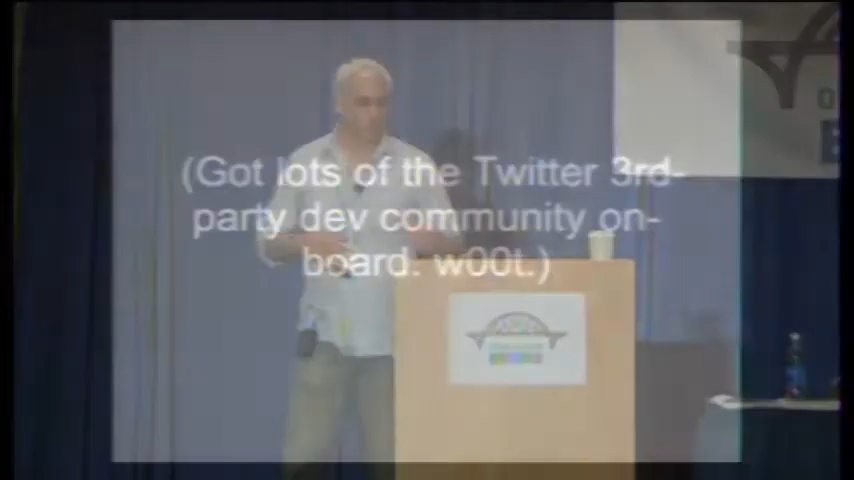 (Got lots of the Twitter 3rd-
party dev community on-
board. w00t.)